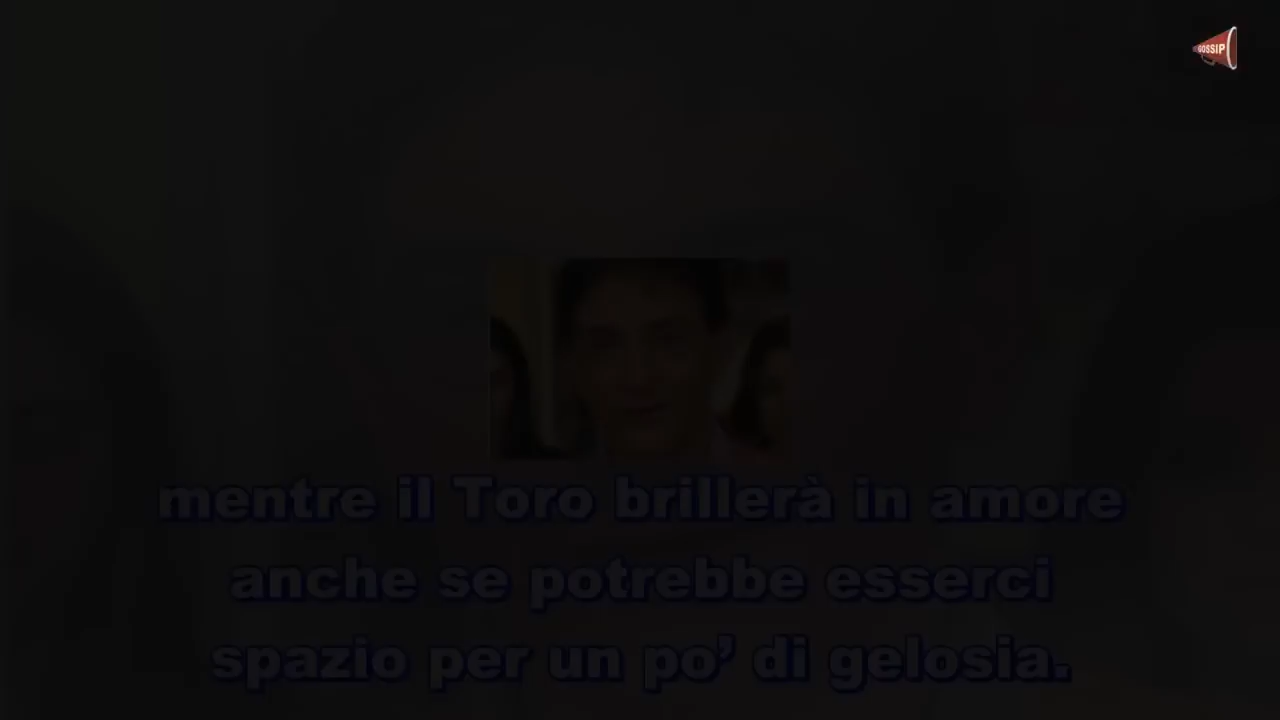 GOSSIP
mentre il Toro brillerà in amore
anche se potrebbe esserci
spazio per un po’ di gelosia.